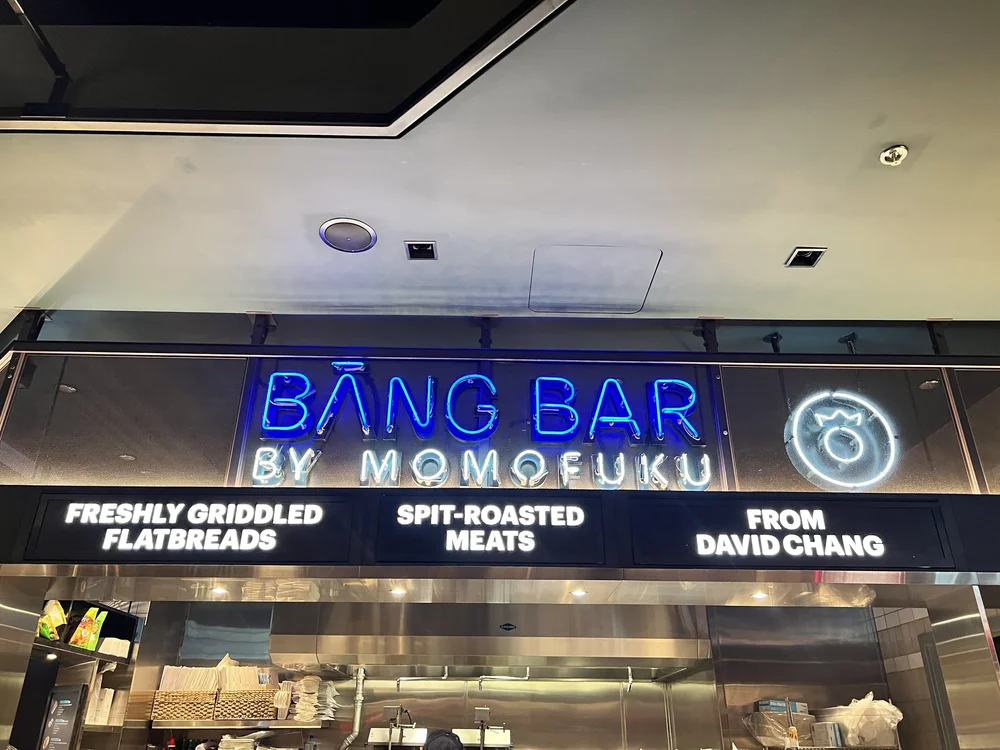 BĀNG BAR
BY MOMOFUKU
FRESHLY GRIDDLED
FLATBREADS
SPIT-ROASTED
MEATS
FROM
DAVID CHANG